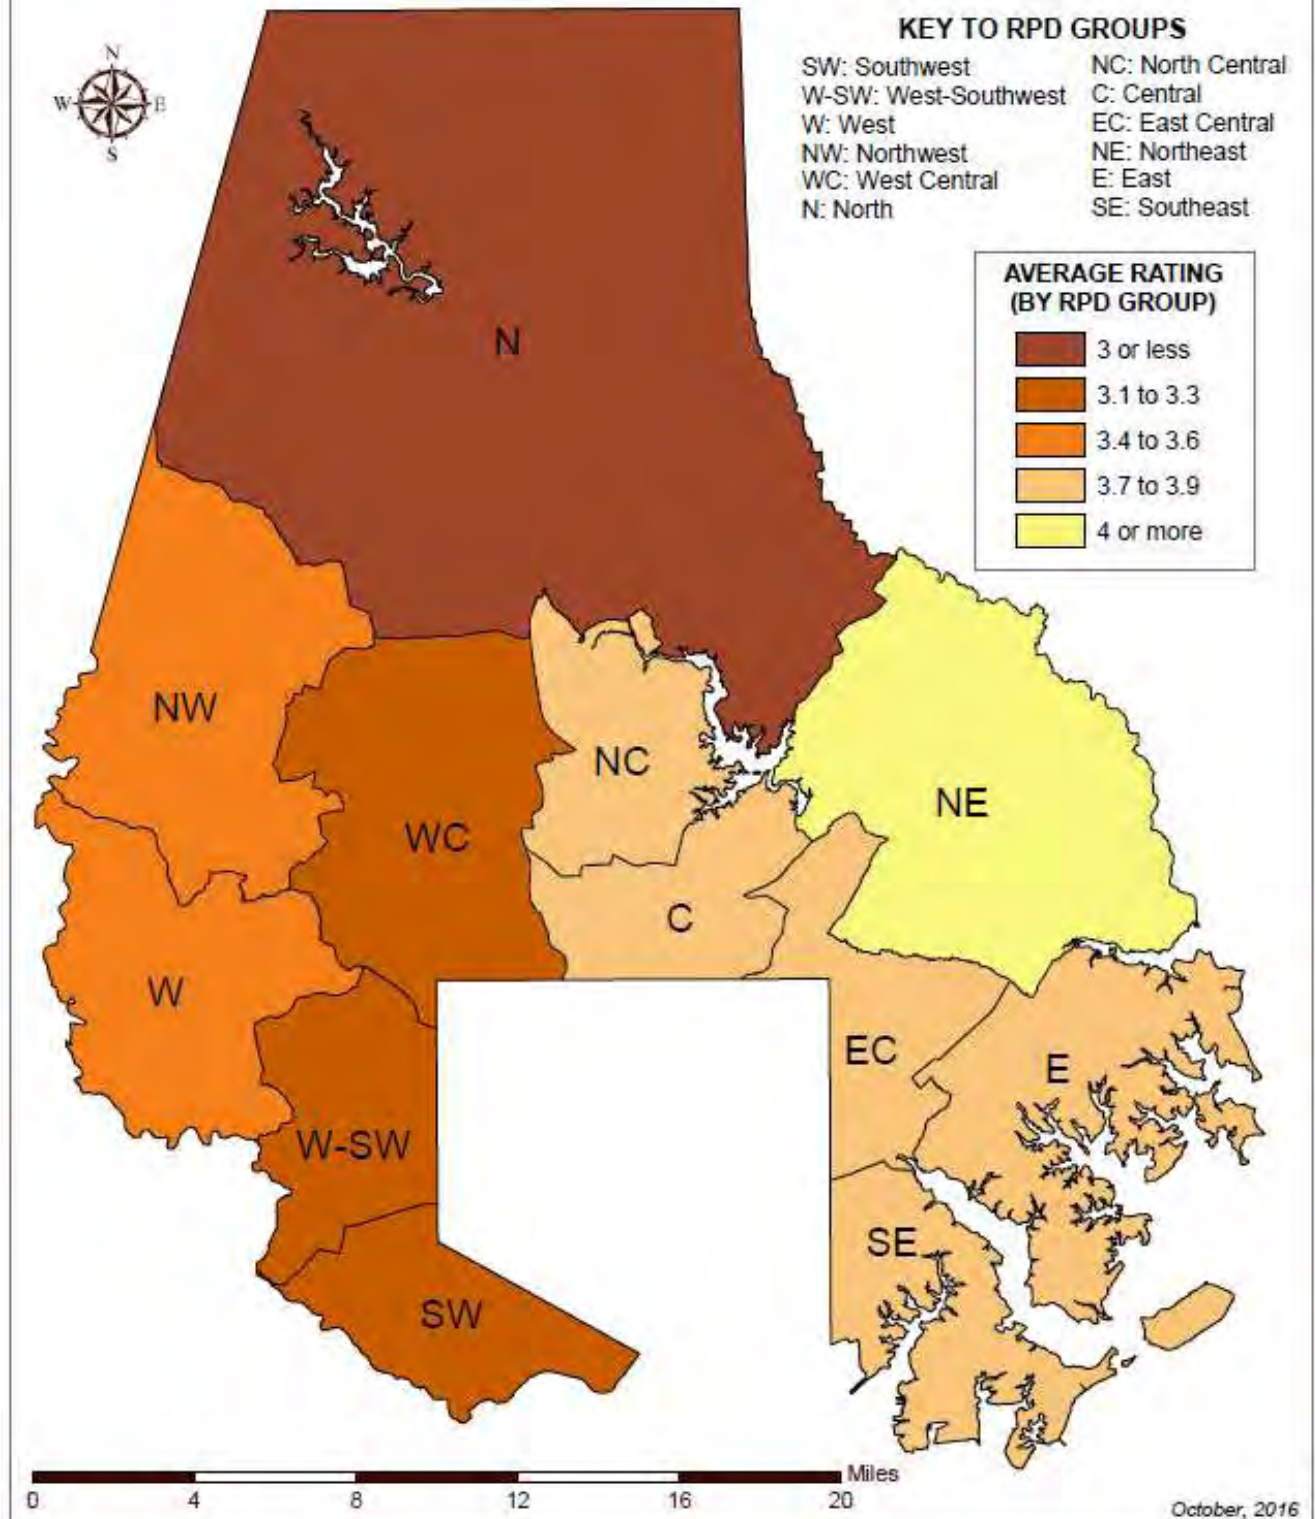 KEY TO RPD GROUPS
SW: Southwest
W-SW: West-Southwest
W: West
NW: Northwest
WC: West Central
N: North
NC: North Central
C: Central
EC: East Central
NE: Northeast
E: East
SE: Southeast
N
W E
S
AVERAGE RATING
(BY RPD GROUP)
3 or less
3.1 to 3.3
3.4 to 3.6
3.7 to 3.9
4 or more
N
NW
NC
NE
WC
C
W
EC
E
W-SW
SE
SW
Miles
0 4 8 12 16 20
October, 2016